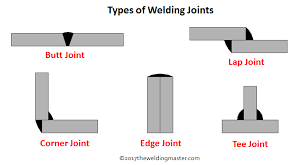 Types of Welding Joints
Butt Joint
Lap Joint
Corner Joint
Edge Joint
Tee Joint
©2017theweldingmaster.com